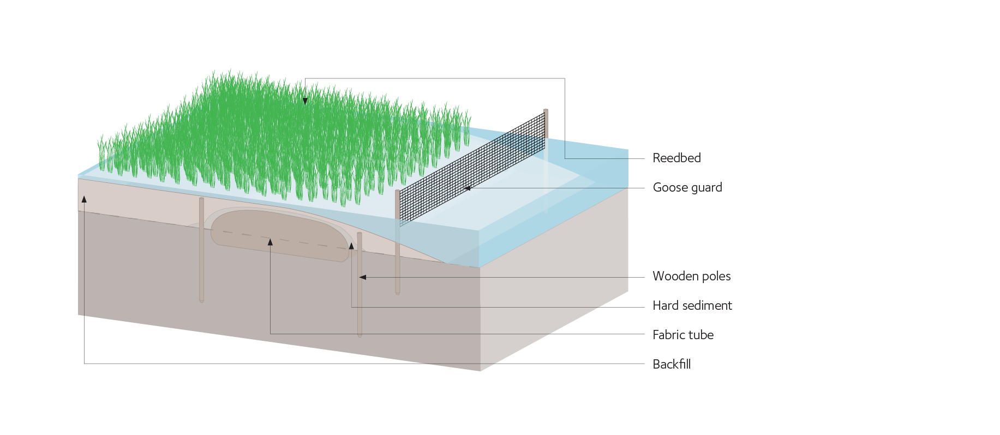 Reedbed
Goose guard
Wooden poles
Hard sediment
Fabric tube
Backfill